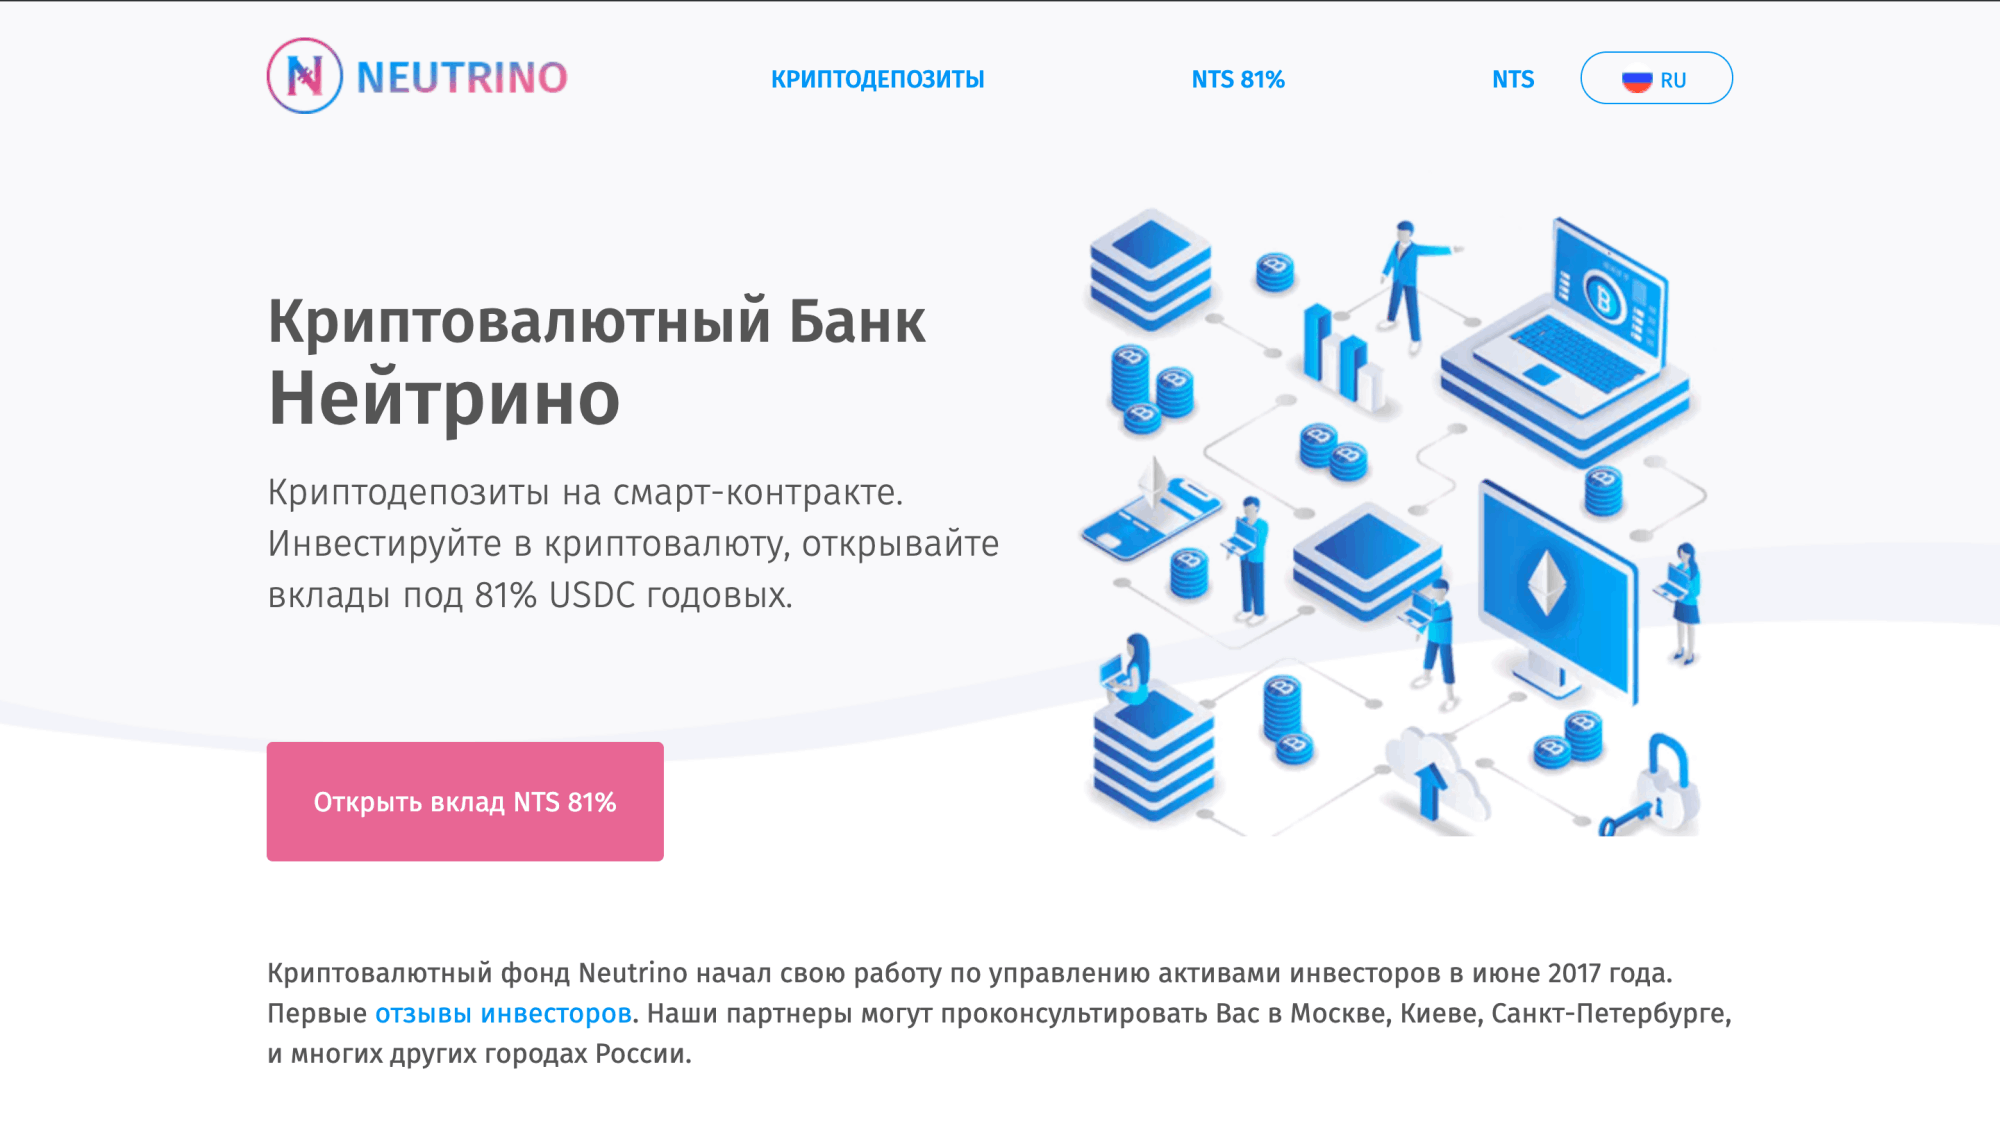 NEUTRINO
КРИПТОДЕПОЗИТЫ
NTS 81%
NTS
RU
Криптовалютный Банк
Нейтрино
Криптодепозиты на смарт-контракте.
Инвестируйте в криптовалюту, открывайте
вклады под 81% USDC годовых.
Открыть вклад NTS 81%
Криптовалютный фонд Neutrino начал свою работу по управлению активами инвесторов в июне 2017 года.
Первые отзывы инвесторов. Наши партнеры могут проконсультировать Вас в Москве, Киеве, Санкт-Петербурге,
и многих других городах России.